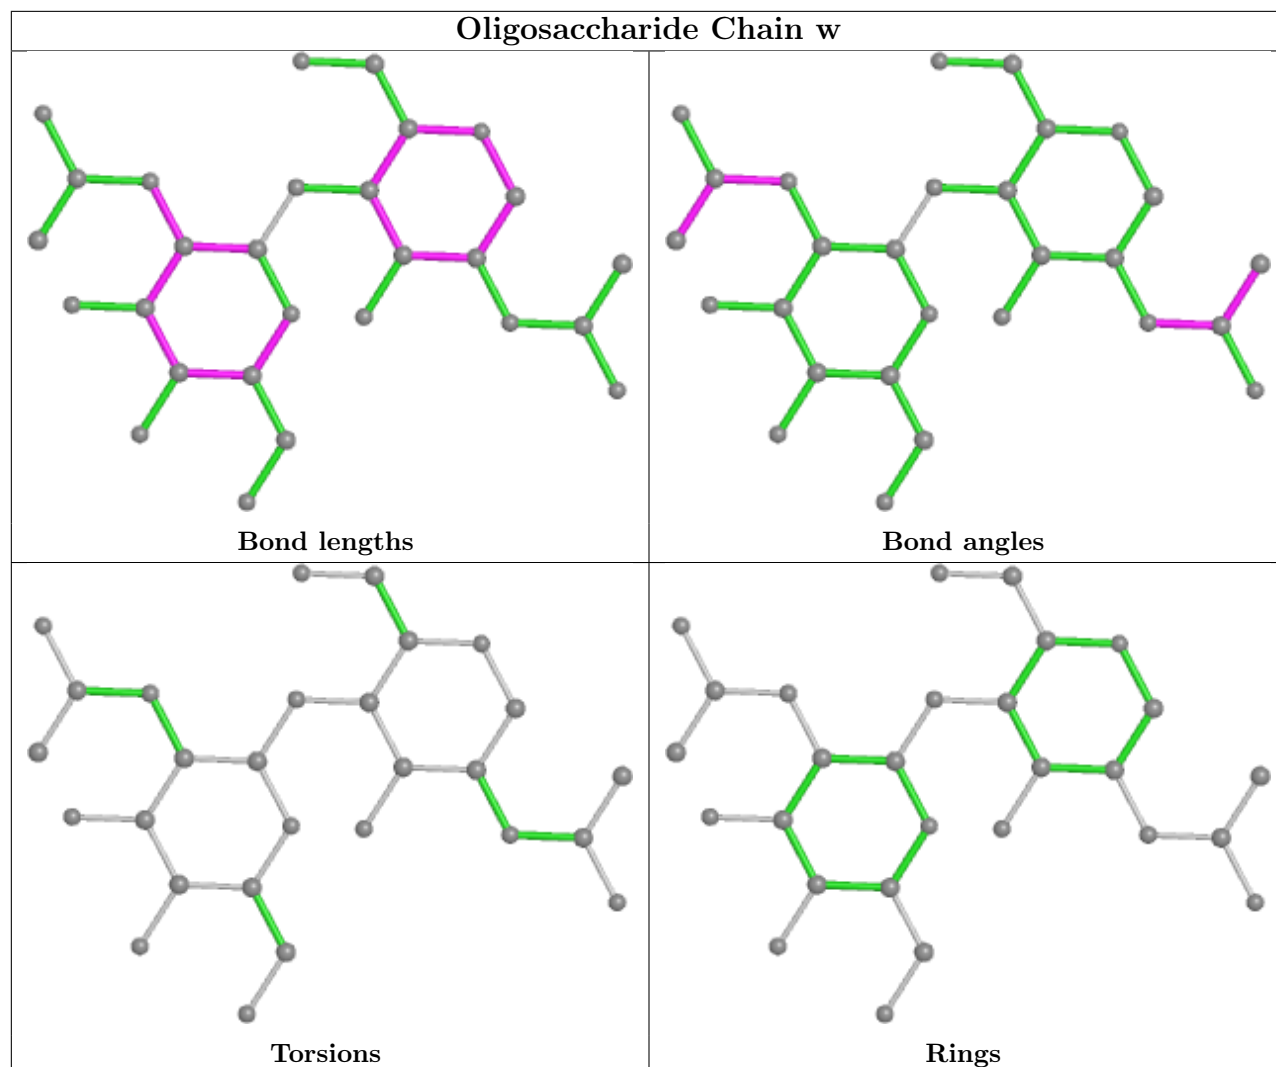 Oligosaccharide Chain w
Bond lengths
Bond angles
Torsions
Rings